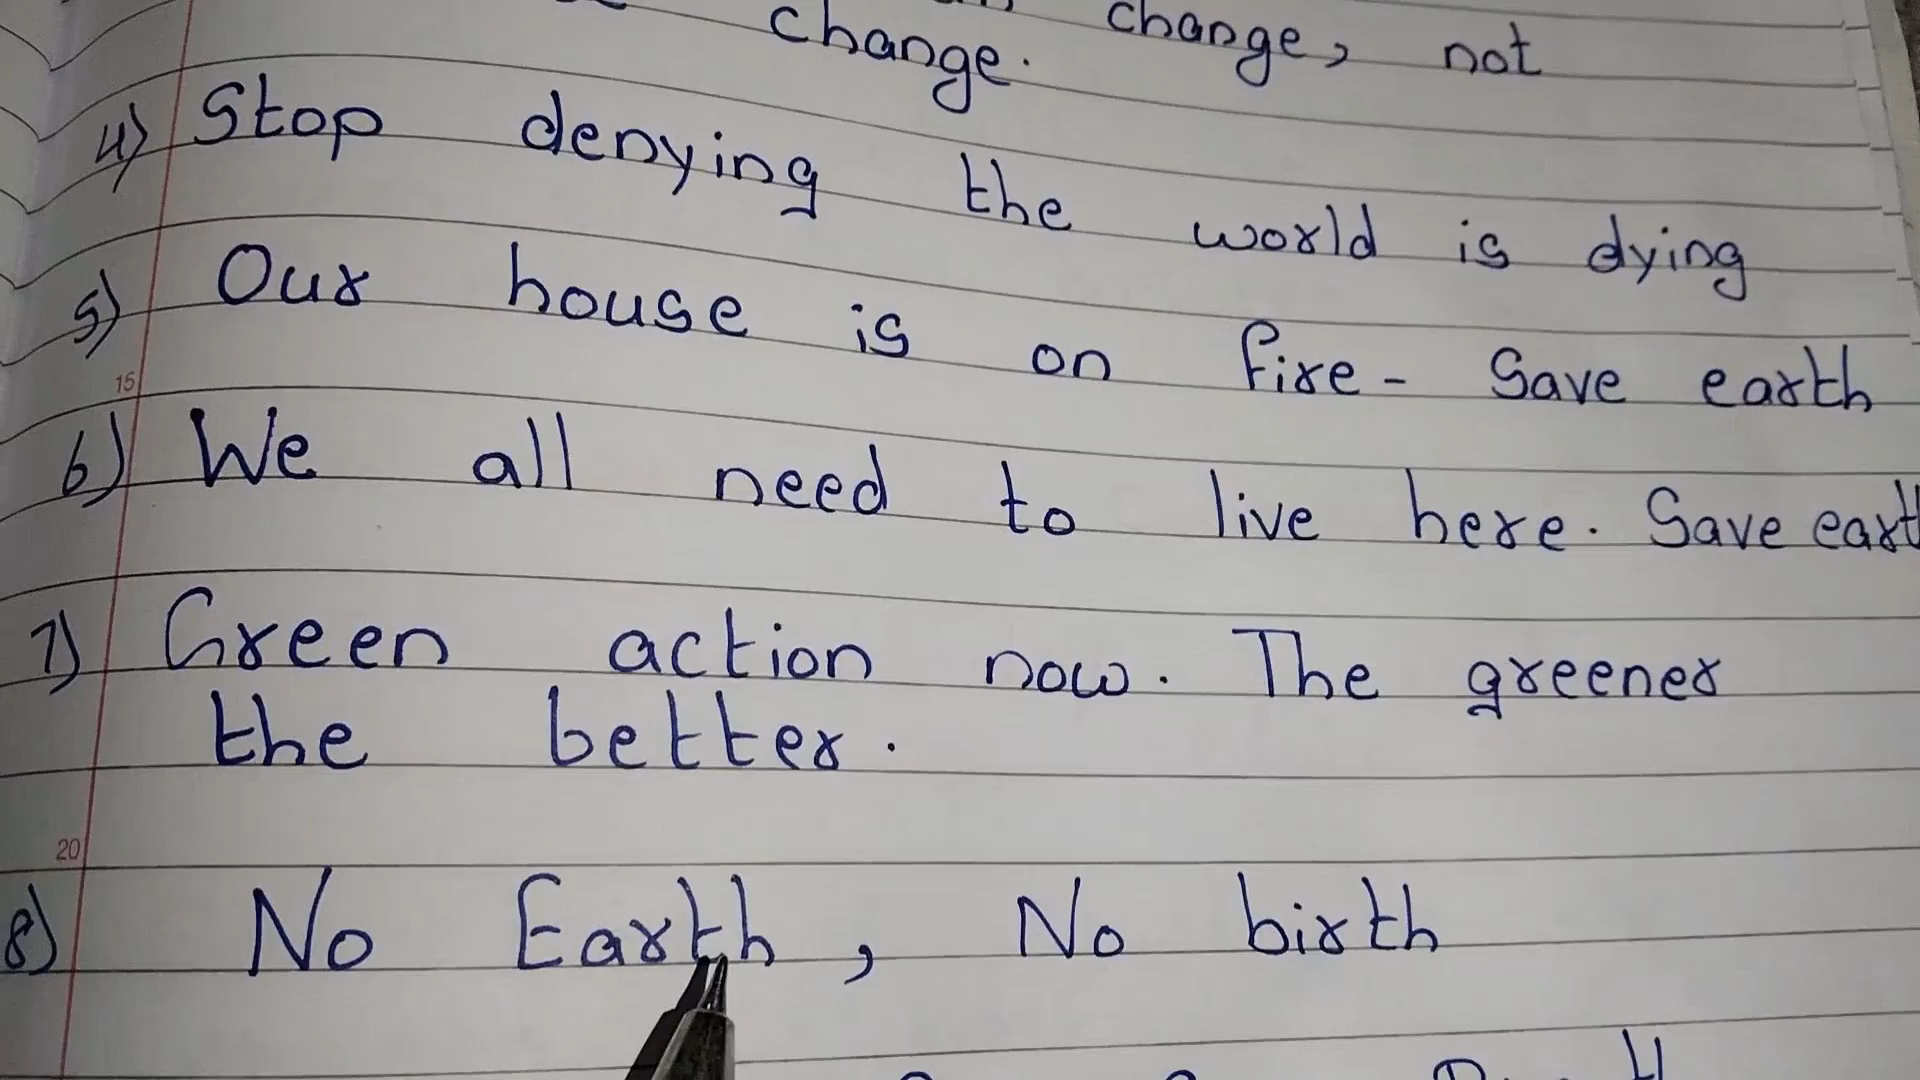 change, not
change.
4) Stop denying the world is dying
5) Our house is on fire - Save earth
15
6) We all need to live here. Save eart
7) Green action now. The greener
the better.
20
8) No Earth, No birth